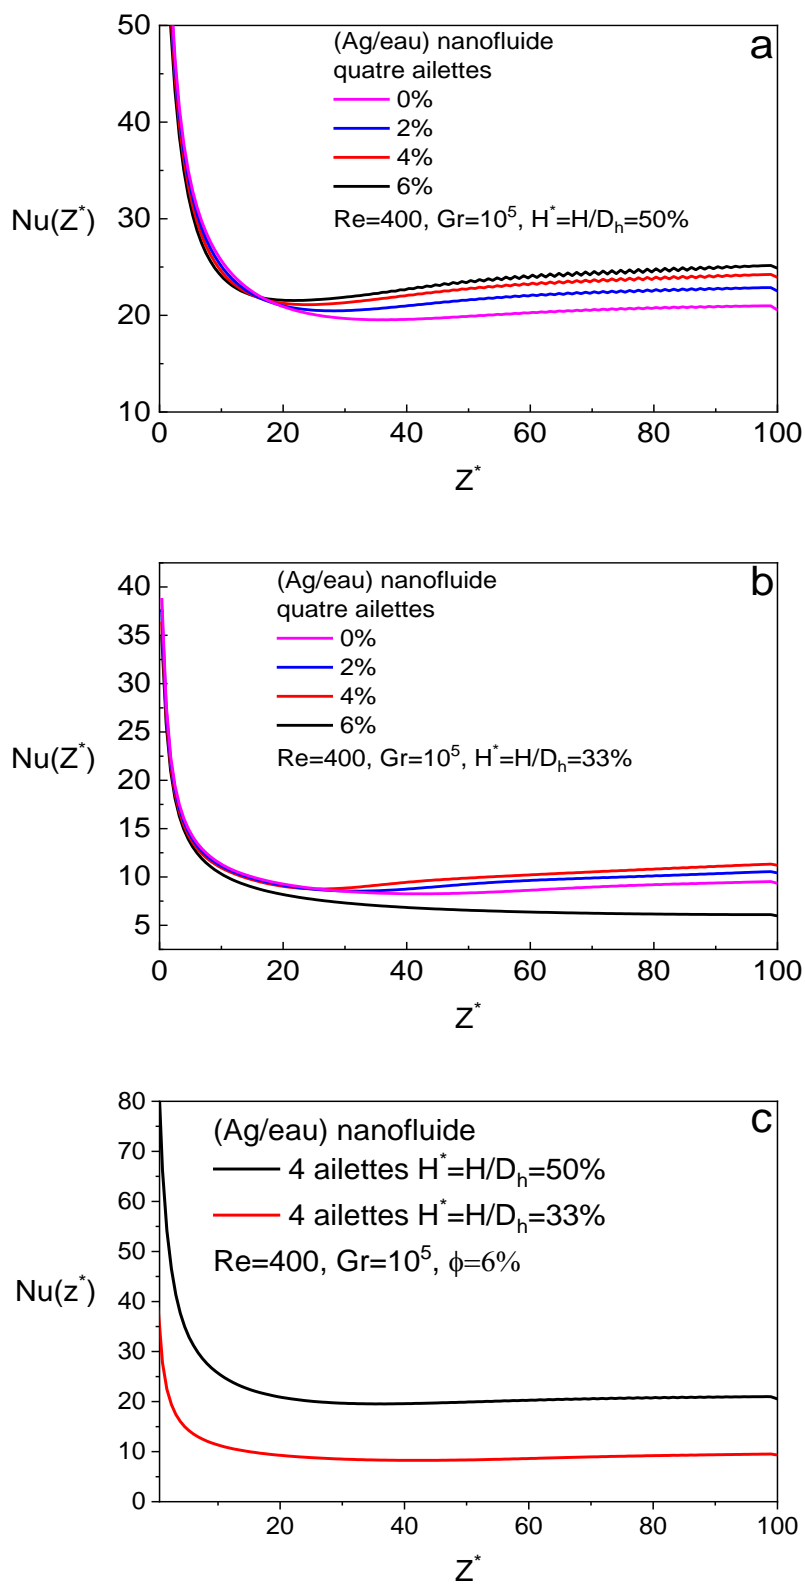 50
a
(Ag/eau) nanofluide
quatre ailettes
0%
40
2%
4%
6%
30
Nu(Z*)
Re=400, Gr=10⁵, H*=H/Dₕ=50%
20
10
0 20 40 60 80 100
Z*
b
(Ag/eau) nanofluide
40
quatre ailettes
35
0%
2%
30
4%
25
6%
Nu(Z*)
Re=400, Gr=10⁵, H*=H/Dₕ=33%
20
15
10
5
0 20 40 60 80 100
Z*
80
c
(Ag/eau) nanofluide
70
4 ailettes H*=H/Dₕ=50%
60
4 ailettes H*=H/Dₕ=33%
50
Re=400, Gr=10⁵, ϕ=6%
40
Nu(z*)
30
20
10
0
20 40 60 80 100
Z*